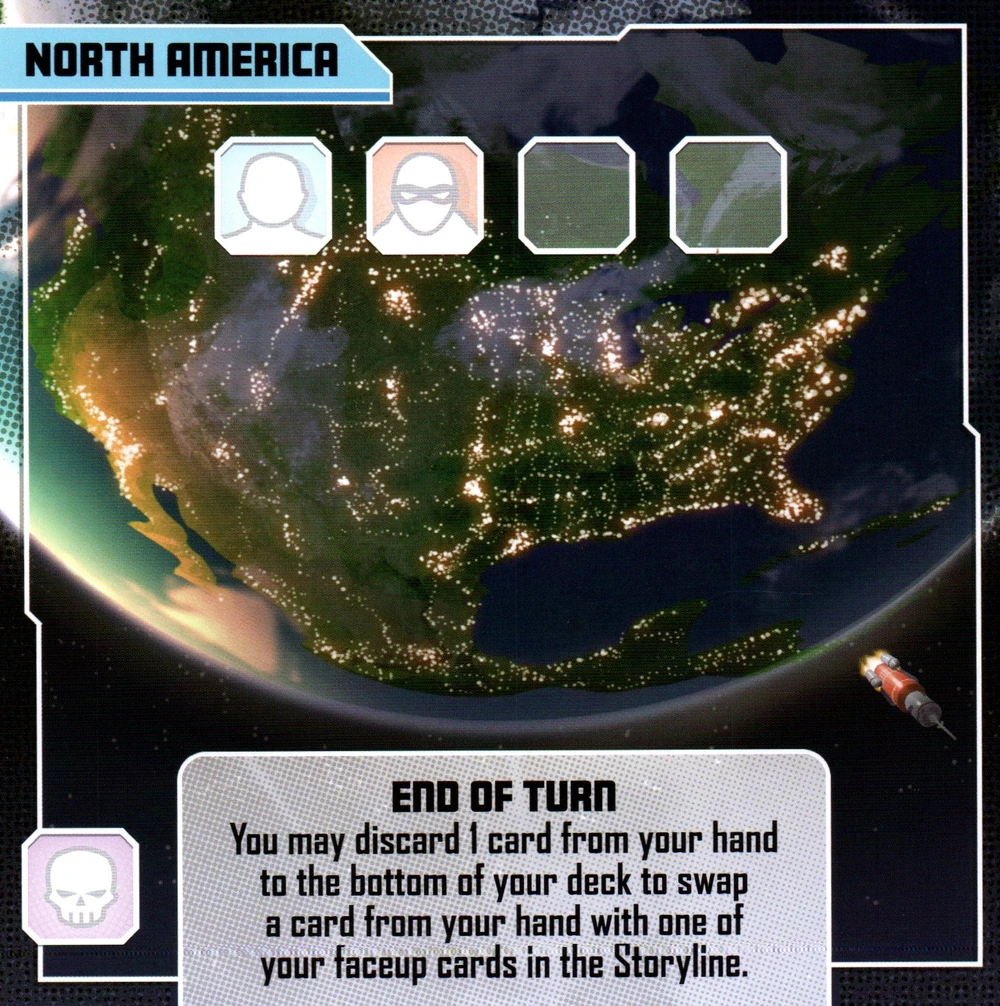 NORTH AMERICA
END OF TURN
You may discard 1 card from your hand
to the bottom of your deck to swap
a card from your hand with one of
your faceup cards in the Storyline.